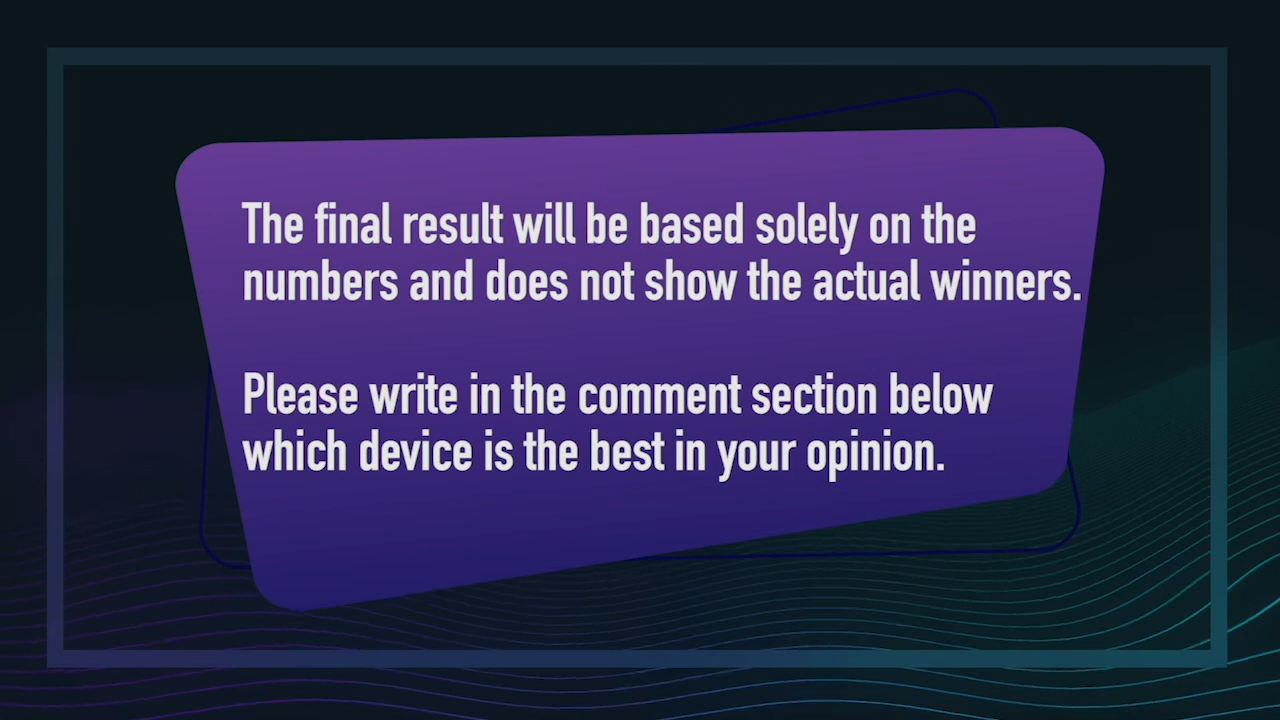 The final result will be based solely on the
numbers and does not show the actual winners.
Please write in the comment section below
which device is the best in your opinion.